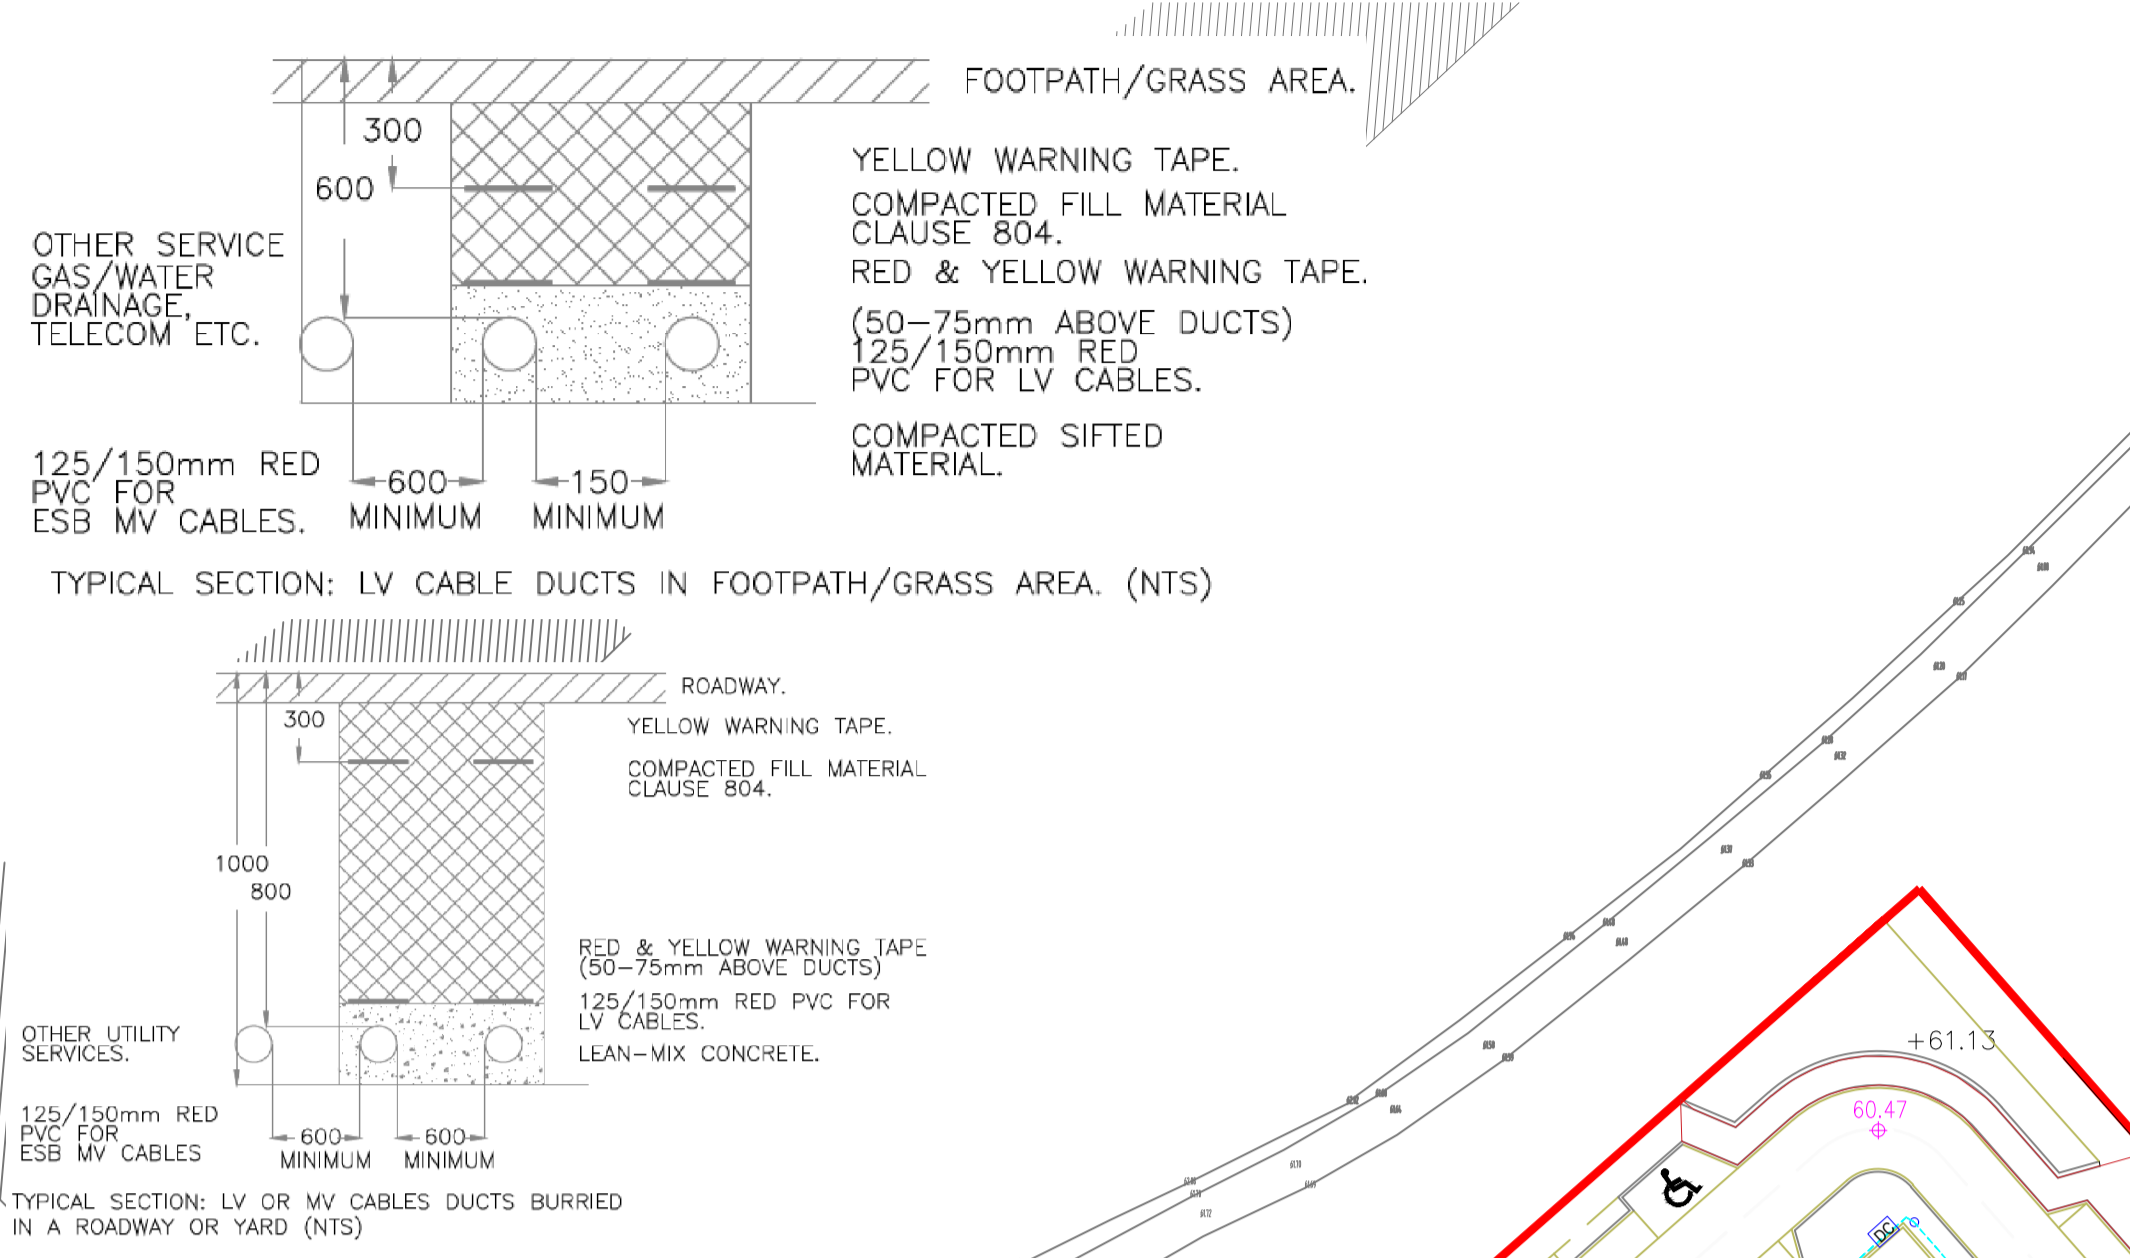 FOOTPATH/GRASS AREA.
300
600
YELLOW WARNING TAPE.
COMPACTED FILL MATERIAL
CLAUSE 804.
RED & YELLOW WARNING TAPE.
(50-75mm ABOVE DUCTS)
125/150mm RED
PVC FOR LV CABLES.
COMPACTED SIFTED
MATERIAL.
OTHER SERVICE
GAS/WATER
DRAINAGE,
TELECOM ETC.
125/150mm RED
PVC FOR
ESB MV CABLES.
600
MINIMUM
150
MINIMUM
TYPICAL SECTION: LV CABLE DUCTS IN FOOTPATH/GRASS AREA. (NTS)
ROADWAY.
300
YELLOW WARNING TAPE.
COMPACTED FILL MATERIAL
CLAUSE 804.
1000
800
RED & YELLOW WARNING TAPE
(50-75mm ABOVE DUCTS)
125/150mm RED PVC FOR
LV CABLES.
LEAN-MIX CONCRETE.
OTHER UTILITY
SERVICES.
125/150mm RED
PVC FOR
ESB MV CABLES
600
MINIMUM
600
MINIMUM
TYPICAL SECTION: LV OR MV CABLES DUCTS BURRIED
IN A ROADWAY OR YARD (NTS)
+61.13
60.47
DC